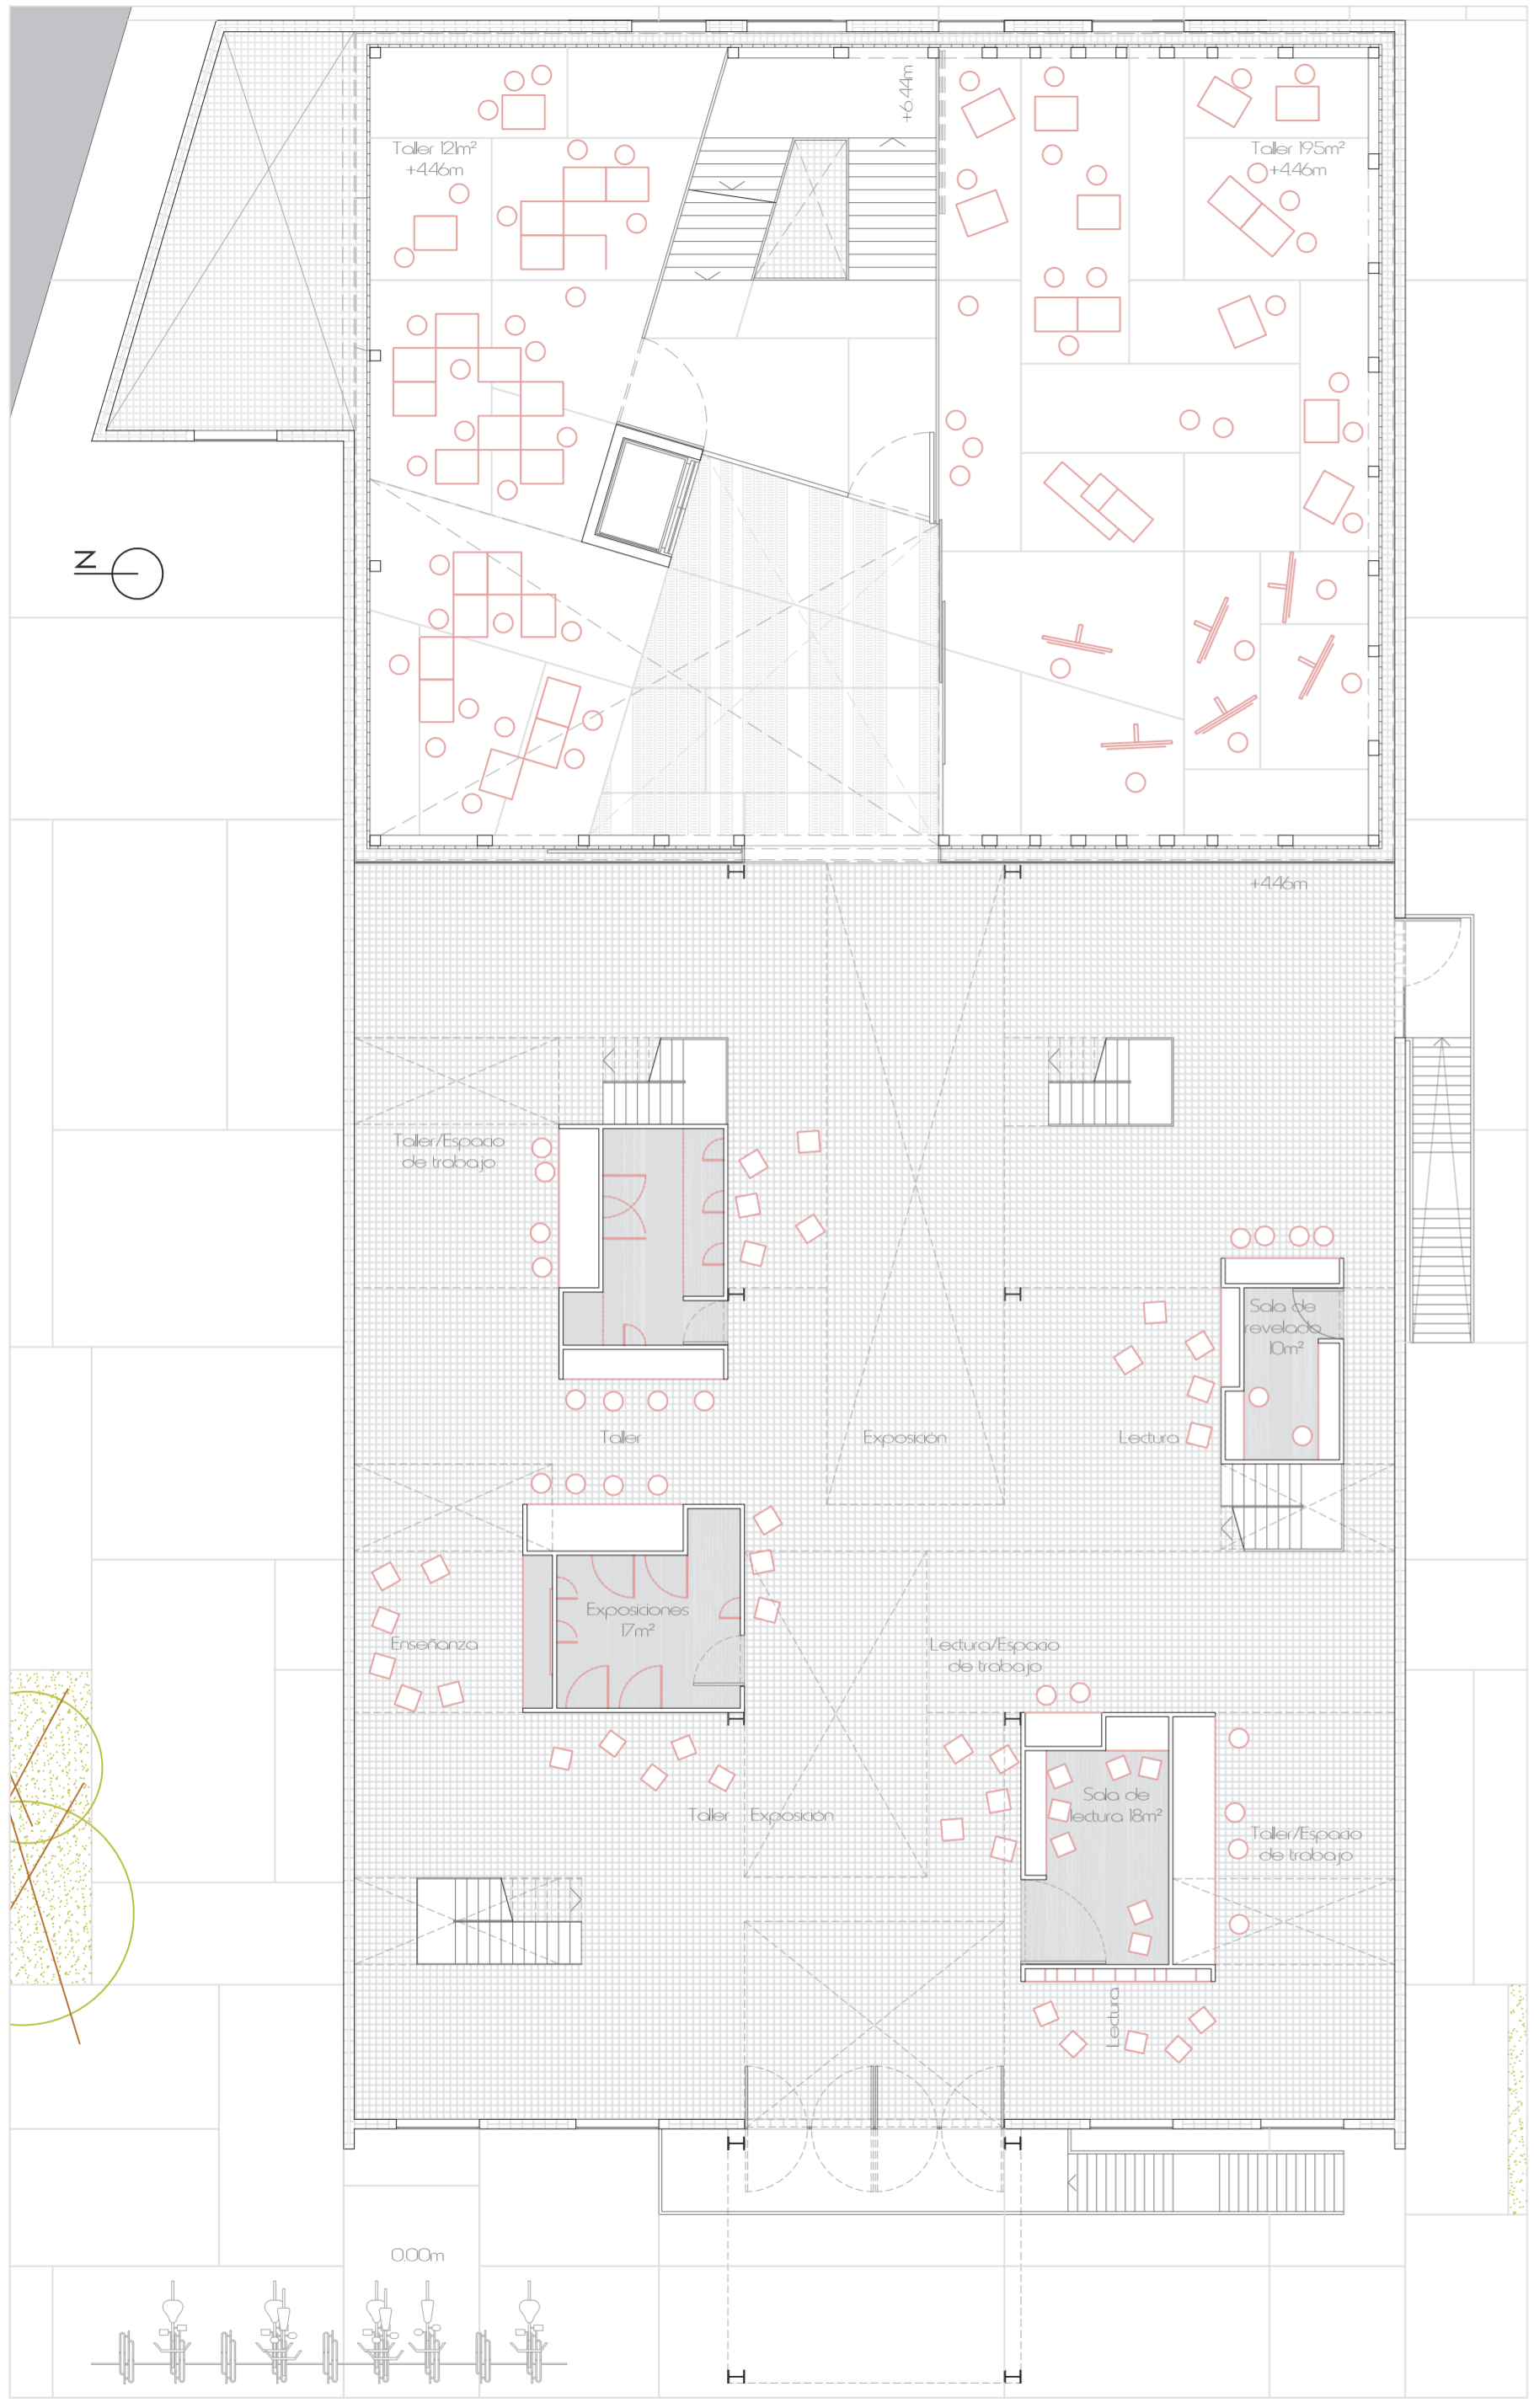 +6.44m
Taller 121m²
+4.46m
Taller 195m²
+4.46m
N
+4.46m
Taller/Espacio
de trabajo
Sala de
revelado
10m²
Taller
Exposición
Lectura
Exposiciones
17m²
Enseñanza
Lectura/Espacio
de trabajo
Sala de
lectura 18m²
Taller
Exposición
Taller/Espacio
de trabajo
Lectura
0.00m